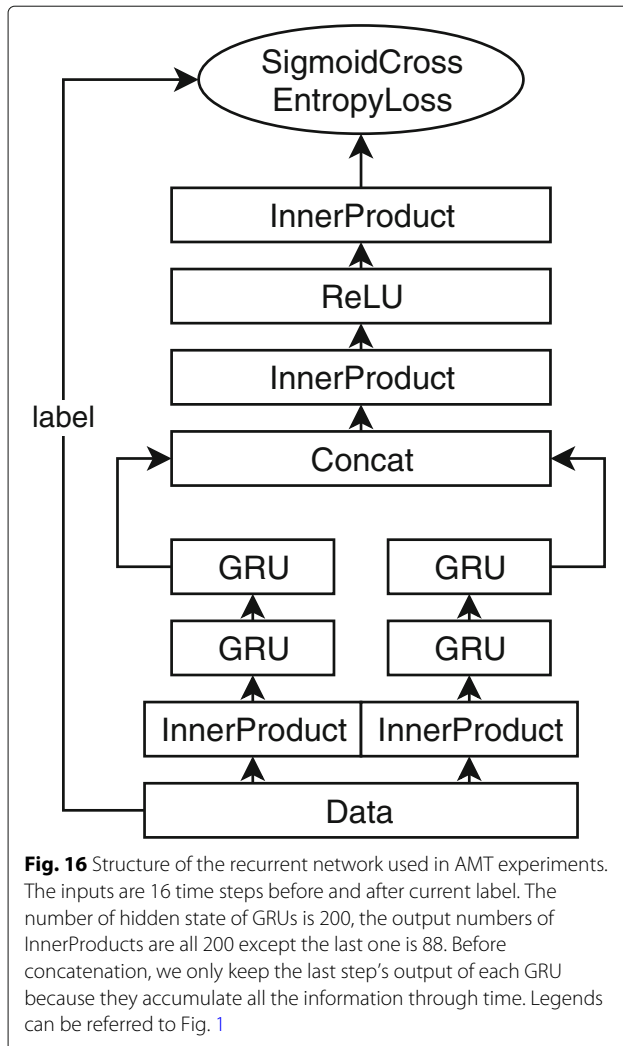 SigmoidCross
EntropyLoss
InnerProduct
ReLU
InnerProduct
label
Concat
GRU
GRU
GRU
GRU
InnerProduct
InnerProduct
Data
Fig. 16 Structure of the recurrent network used in AMT experiments.
The inputs are 16 time steps before and after current label. The
number of hidden state of GRUs is 200, the output numbers of
InnerProducts are all 200 except the last one is 88. Before
concatenation, we only keep the last step's output of each GRU
because they accumulate all the information through time. Legends
can be referred to Fig. 1